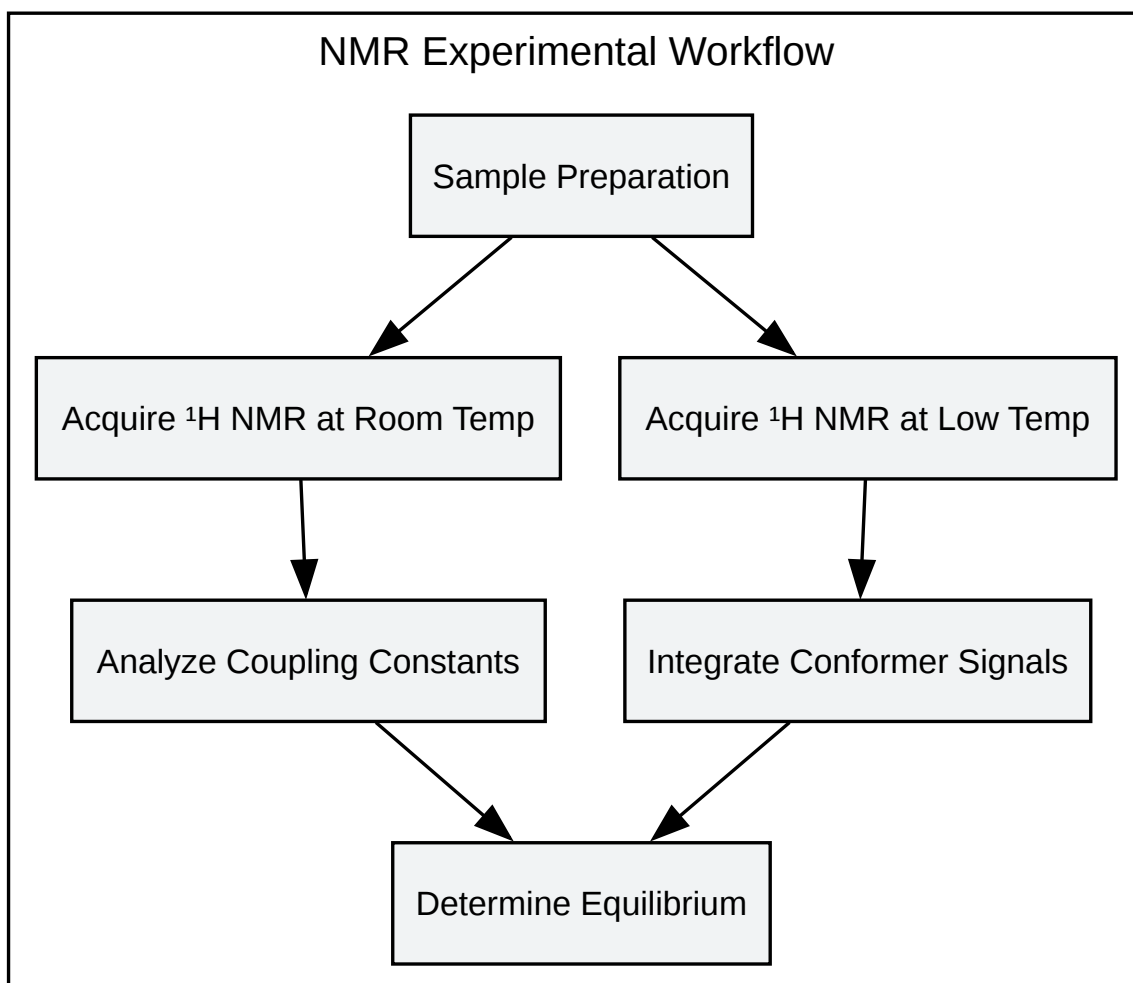 NMR Experimental Workflow
Sample Preparation
Acquire ¹H NMR at Room Temp
Acquire ¹H NMR at Low Temp
Analyze Coupling Constants
Integrate Conformer Signals
Determine Equilibrium